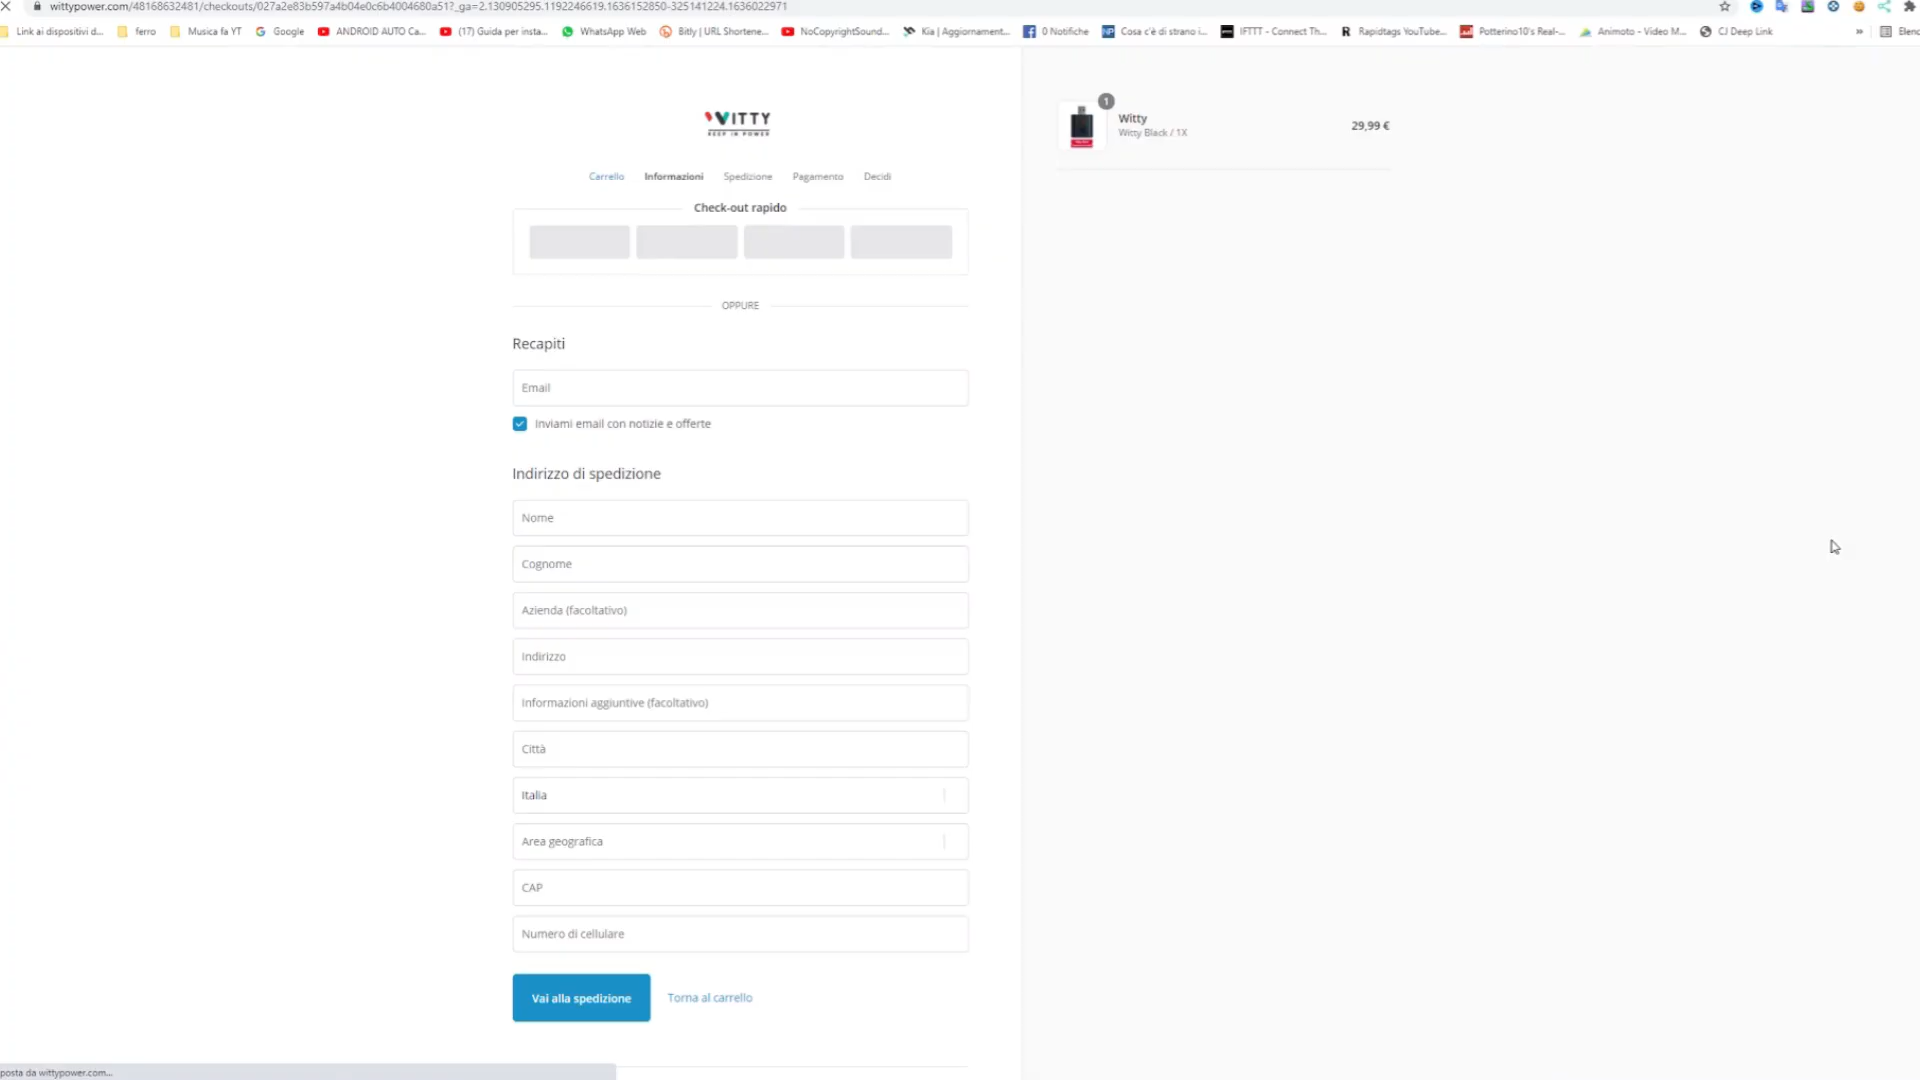 wittypower.com/48168632481/checkouts/027a2e83b597a4b04e0c6b4004680a51?_ga=2.130905295.1192246619.1636152850-325141224.1636022971
Link ai dispositivi d... ferro Musica fa YT Google ANDROID AUTO Ca... (17) Guida per insta... WhatsApp Web Bitly | URL Shortene... NoCopyrightSound... Kia | Aggiornament... 0 Notifiche Cosa c'è di strano i... IFTTT - Connect Th... Rapidtags YouTube... Potterino10's Real-... Animoto - Video M... CJ Deep Link » Elenc
WITTY
KEEP IN POWER
Carrello Informazioni Spedizione Pagamento Decidi
Check-out rapido
OPPURE
Recapiti
Email
Inviami email con notizie e offerte
Indirizzo di spedizione
Nome
Cognome
Azienda (facoltativo)
Indirizzo
Informazioni aggiuntive (facoltativo)
Città
Italia
Area geografica
CAP
Numero di cellulare
Vai alla spedizione Torna al carrello
1
Witty
Witty Black / 1X
29,99 €
posta da wittypower.com...